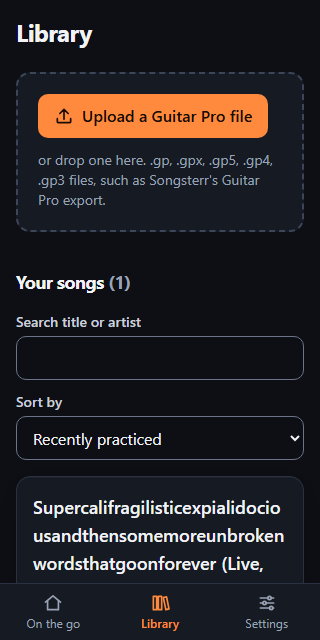 Library
Upload a Guitar Pro file
or drop one here. .gp, .gpx, .gp5, .gp4,
.gp3 files, such as Songsterr's Guitar
Pro export.
Your songs (1)
Search title or artist
Sort by
Recently practiced
Supercalifragilisticexpialidocio
usandthensomemoreunbroken
wordsthatgoonforever (Live,
On the go
Library
Settings